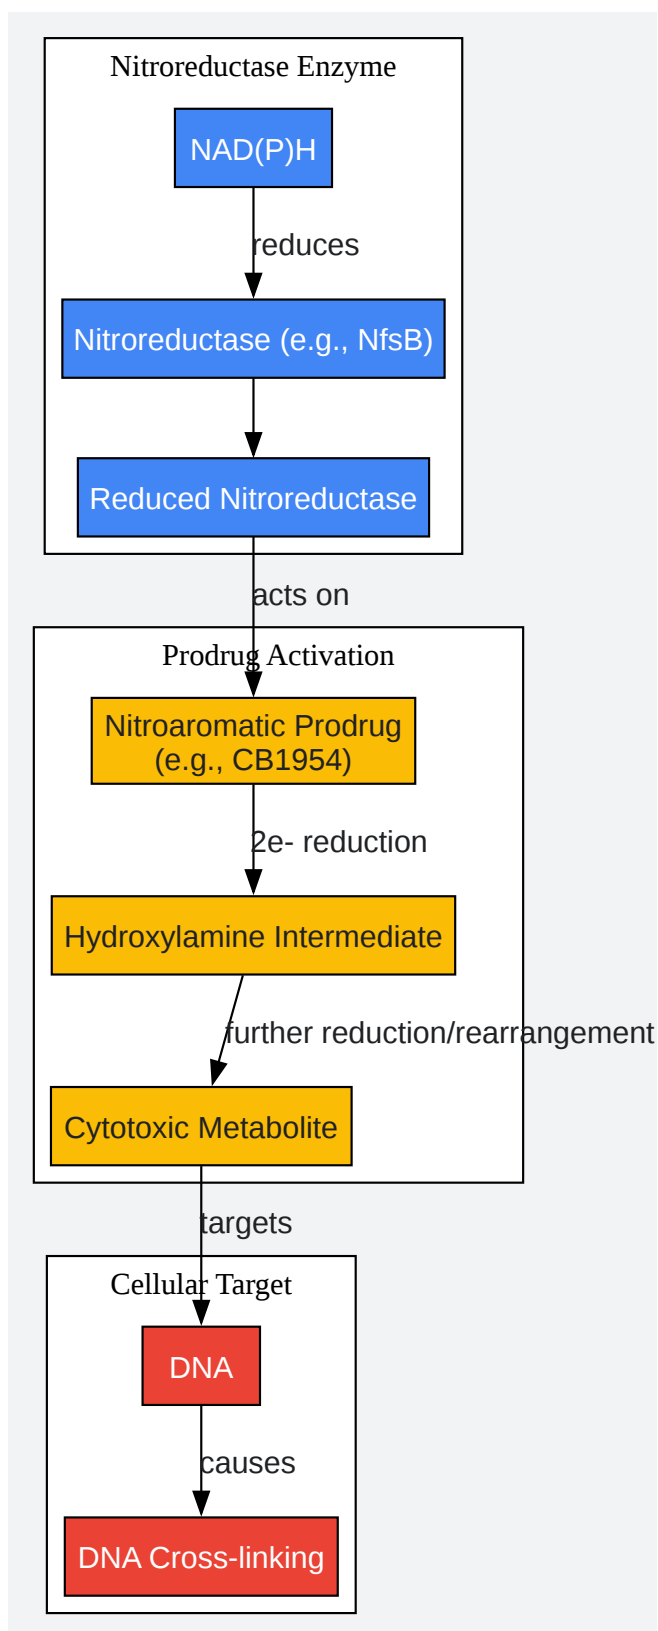 Nitroreductase Enzyme
NAD(P)H
reduces
Nitroreductase (e.g., NfsB)
Reduced Nitroreductase
acts on
Prodrug Activation
Nitroaromatic Prodrug
(e.g., CB1954)
2e- reduction
Hydroxylamine Intermediate
further reduction/rearrangement
Cytotoxic Metabolite
targets
Cellular Target
DNA
causes
DNA Cross-linking